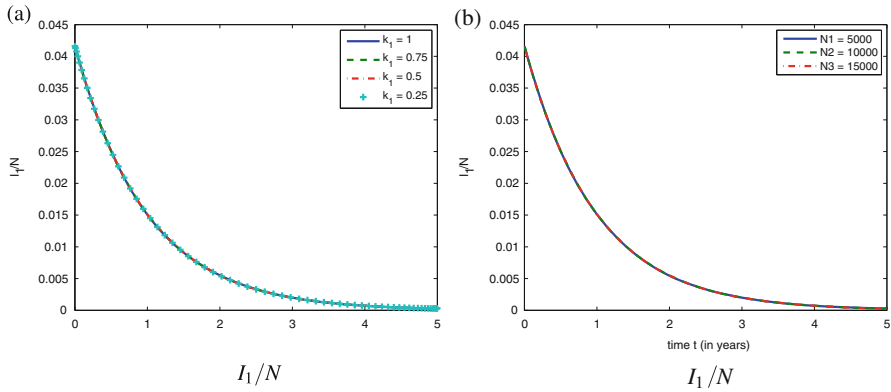 (a)
0.045
0.04
0.035
0.03
0.025
0.02
0.015
0.01
0.005
0
I₁/N
k₁ = 1
k₁ = 0.75
k₁ = 0.5
k₁ = 0.25
0 1 2 3 4 5
I₁/N
(b)
0.045
0.04
0.035
0.03
0.025
0.02
0.015
0.01
0.005
0
I₁/N
N1 = 5000
N2 = 10000
N3 = 15000
0 1 2 3 4 5
time t (in years)
I₁/N